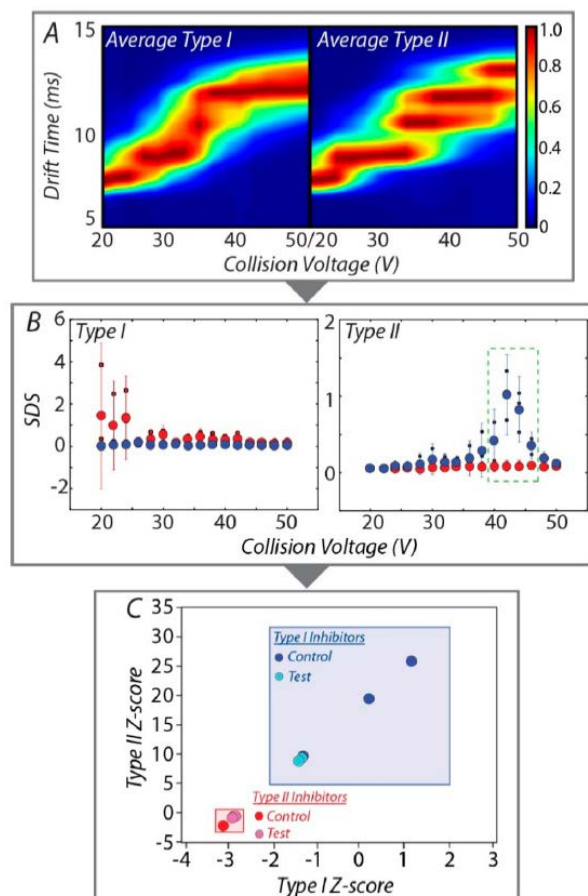 A
Average Type I
Average Type II
15
10
5
Drift Time (ms)
20 30 40 50/20 30 40 50
Collision Voltage (V)
1.0
0.8
0.6
0.4
0.2
0
B
Type I
Type II
6
4
2
0
-2
SDS
2
1
0
20 30 40 50
20 30 40 50
Collision Voltage (V)
C
35
30
25
20
15
10
5
0
-5
Type II Z-score
Type I Inhibitors
Control
Test
Type II Inhibitors
Control
Test
-4 -3 -2 -1 0 1 2 3
Type I Z-score